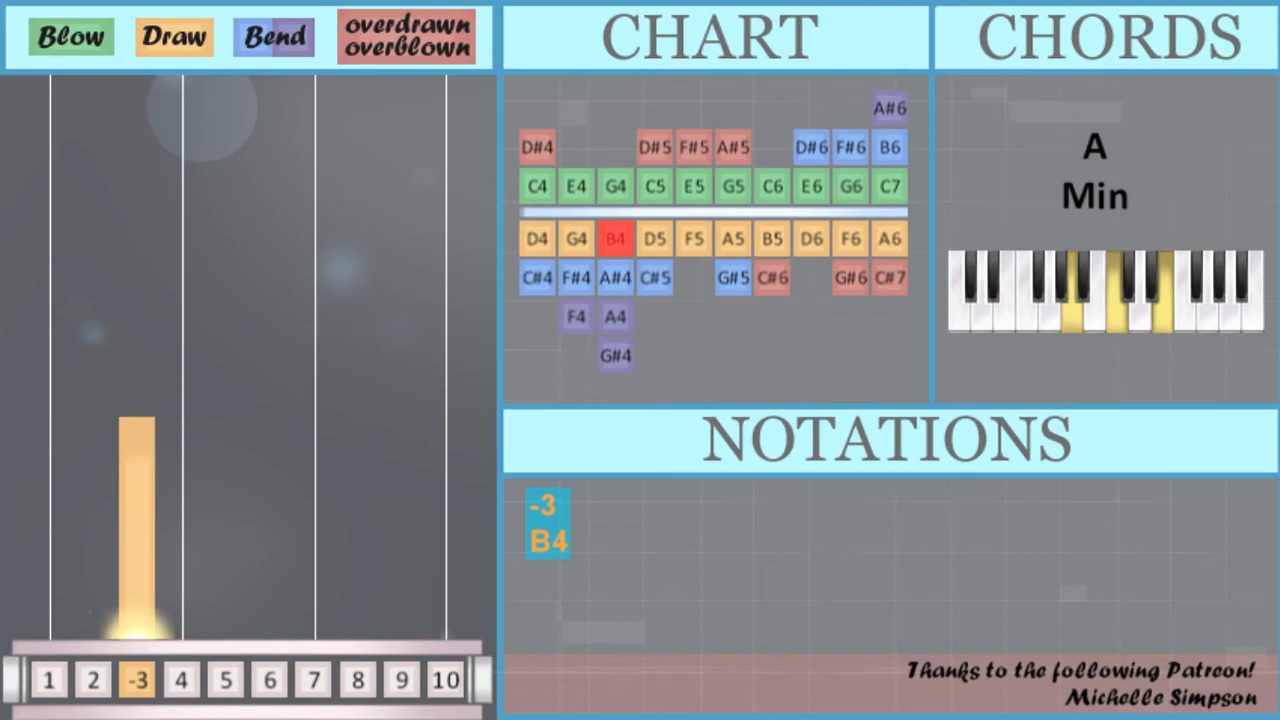 Blow
Draw
Bend
overdrawn
overblown
CHART
CHORDS
A#6
D#4 D#5 F#5 A#5 D#6 F#6 B6
C4 E4 G4 C5 E5 G5 C6 E6 G6 C7
D4 G4 B4 D5 F5 A5 B5 D6 F6 A6
C#4 F#4 A#4 C#5 G#5 C#6 G#6 C#7
F4 A4
G#4
A
Min
NOTATIONS
-3
B4
1 2 -3 4 5 6 7 8 9 10
Thanks to the following Patreon!
Michelle Simpson